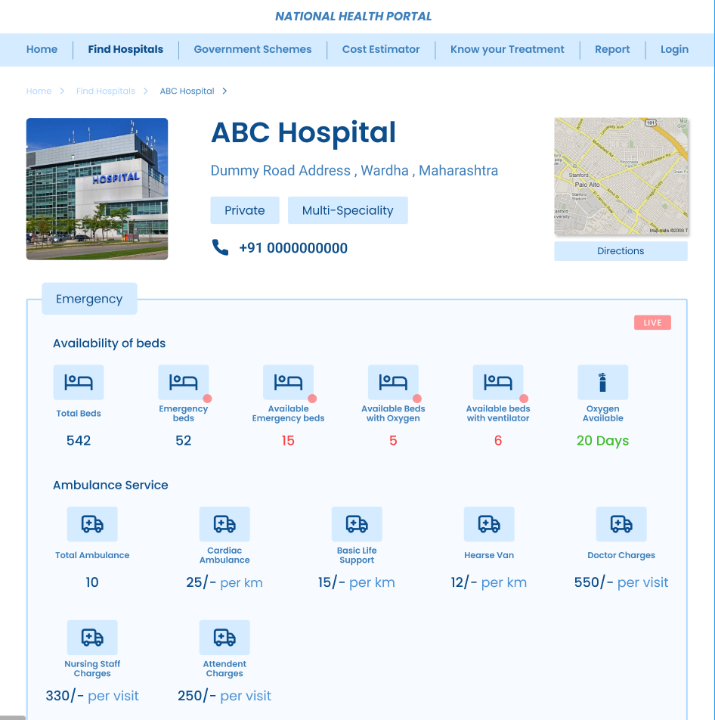 NATIONAL HEALTH PORTAL
Home Find Hospitals Government Schemes Cost Estimator Know your Treatment Report Login
Home > Find Hospitals > ABC Hospital >
HOSPITAL
ABC Hospital
Dummy Road Address , Wardha , Maharashtra
Private Multi-Speciality
+91 0000000000
101
Stanford
Palo Alto
Directions
Emergency
LIVE
Availability of beds
Total Beds
542
Emergency
beds
52
Available
Emergency beds
15
Available Beds
with Oxygen
5
Available beds
with ventilator
6
Oxygen
Available
20 Days
Ambulance Service
Total Ambulance
10
Cardiac
Ambulance
25/- per km
Basic Life
Support
15/- per km
Hearse Van
12/- per km
Doctor Charges
550/- per visit
Nursing Staff
Charges
330/- per visit
Attendent
Charges
250/- per visit